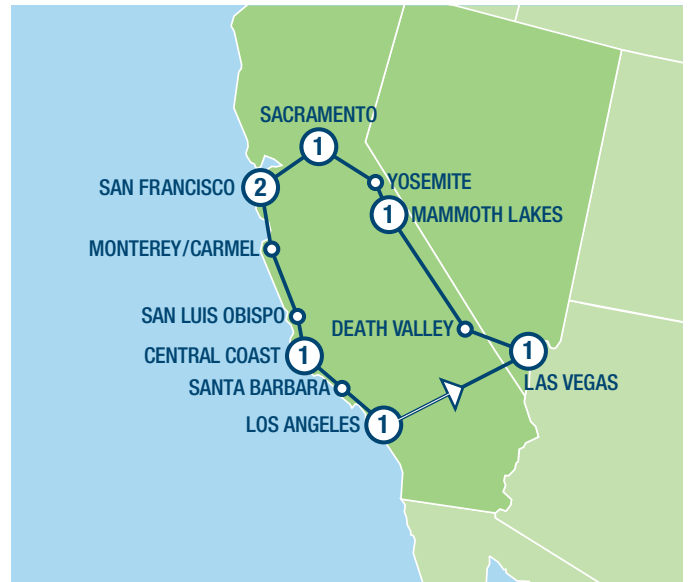 SACRAMENTO
1
SAN FRANCISCO 2
YOSEMITE
1 MAMMOTH LAKES
MONTEREY/CARMEL
SAN LUIS OBISPO
DEATH VALLEY
CENTRAL COAST 1
1
LAS VEGAS
SANTA BARBARA
LOS ANGELES 1